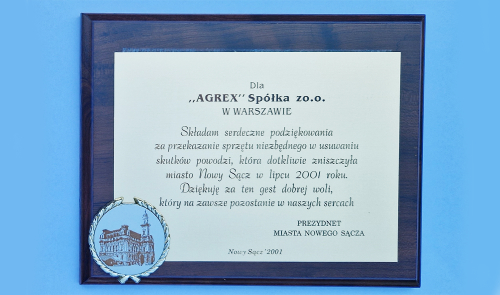 Dla
,,AGREX'' Spółka zo.o.
W WARSZAWIE
Składam serdeczne podziękowania
za przekazanie sprzętu niezbędnego w usuwaniu
skutków powodzi, która dotkliwie zniszczyła
miasto Nowy Sącz w lipcu 2001 roku.
Dziękuję za ten gest dobrej woli,
który na zawsze pozostanie w naszych sercach
PREZYDNET
MIASTA NOWEGO SĄCZA
Nowy Sącz '2001